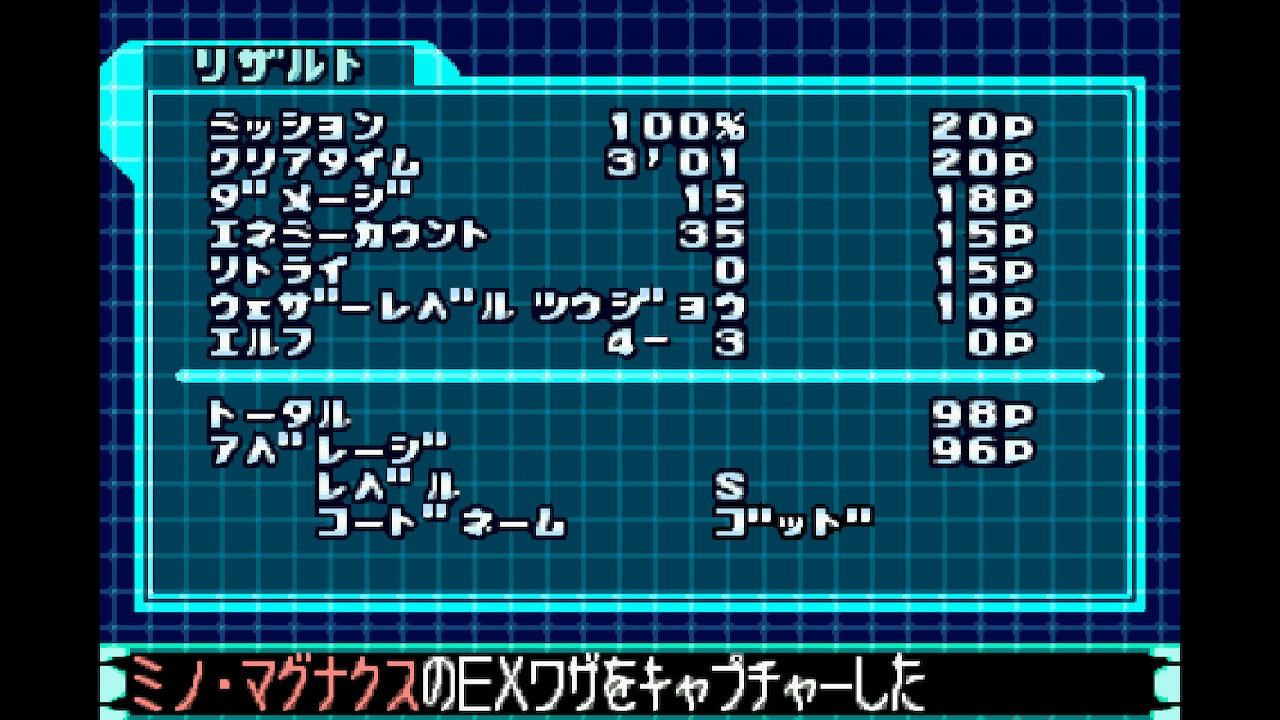 リザルト
ミッション 100% 20P
クリアタイム 3'01 20P
ダメージ 15 18P
エネミーカウント 35 15P
リトライ 0 15P
ウェザーレベル ツウジョウ 10P
エルフ 4- 3 0P
トータル 98P
アベレージ 96P
レベル S
コードネーム ゴッド
ミノ・マグナクスのEXワザをキャプチャーした